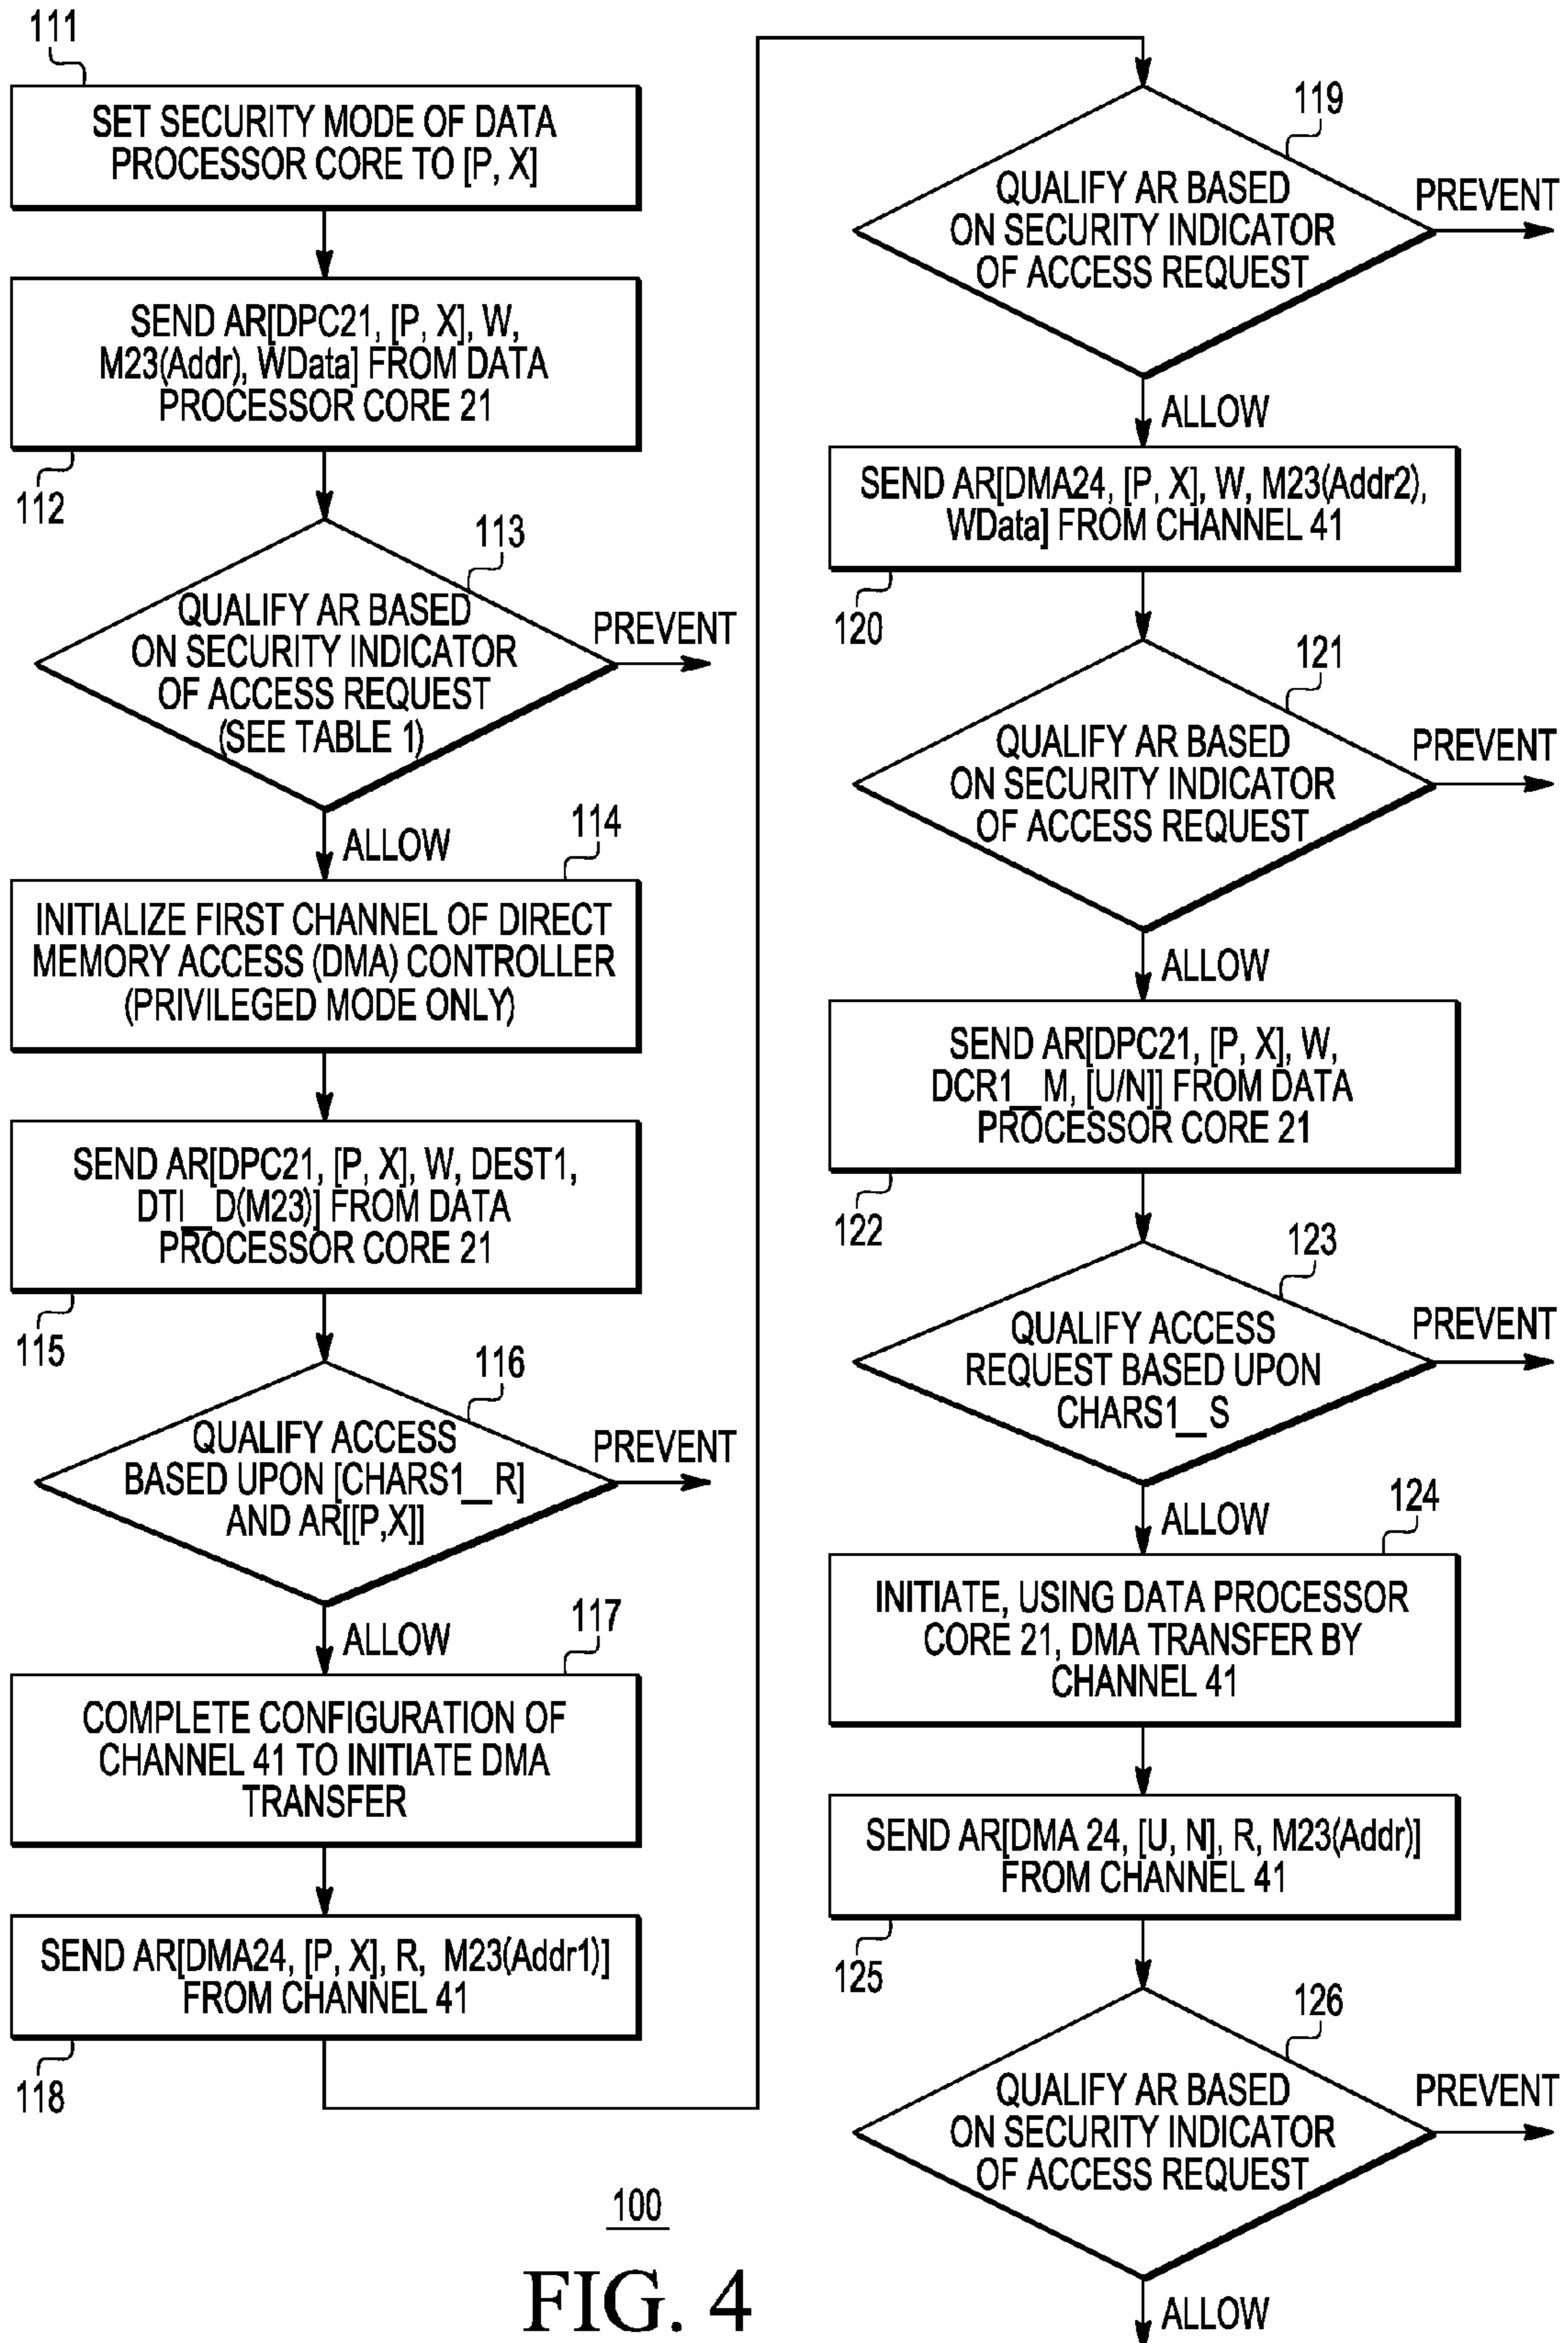 111
SET SECURITY MODE OF DATA
PROCESSOR CORE TO [P, X]
SEND AR[DPC21, [P, X], W,
M23(Addr), WData] FROM DATA
PROCESSOR CORE 21
112
113
QUALIFY AR BASED
ON SECURITY INDICATOR
OF ACCESS REQUEST
(SEE TABLE 1)
PREVENT
ALLOW
114
INITIALIZE FIRST CHANNEL OF DIRECT
MEMORY ACCESS (DMA) CONTROLLER
(PRIVILEGED MODE ONLY)
SEND AR[DPC21, [P, X], W, DEST1,
DTI__D(M23)] FROM DATA
PROCESSOR CORE 21
115
116
QUALIFY ACCESS
BASED UPON [CHARS1__R]
AND AR[[P,X]]
PREVENT
ALLOW
117
COMPLETE CONFIGURATION OF
CHANNEL 41 TO INITIATE DMA
TRANSFER
SEND AR[DMA24, [P, X], R, M23(Addr1)]
FROM CHANNEL 41
118
119
QUALIFY AR BASED
ON SECURITY INDICATOR
OF ACCESS REQUEST
PREVENT
ALLOW
SEND AR[DMA24, [P, X], W, M23(Addr2),
WData] FROM CHANNEL 41
120
121
QUALIFY AR BASED
ON SECURITY INDICATOR
OF ACCESS REQUEST
PREVENT
ALLOW
SEND AR[DPC21, [P, X], W,
DCR1__M, [U/N]] FROM DATA
PROCESSOR CORE 21
122
123
QUALIFY ACCESS
REQUEST BASED UPON
CHARS1__S
PREVENT
ALLOW
124
INITIATE, USING DATA PROCESSOR
CORE 21, DMA TRANSFER BY
CHANNEL 41
SEND AR[DMA 24, [U, N], R, M23(Addr)]
FROM CHANNEL 41
125
126
QUALIFY AR BASED
ON SECURITY INDICATOR
OF ACCESS REQUEST
PREVENT
ALLOW
100
FIG. 4